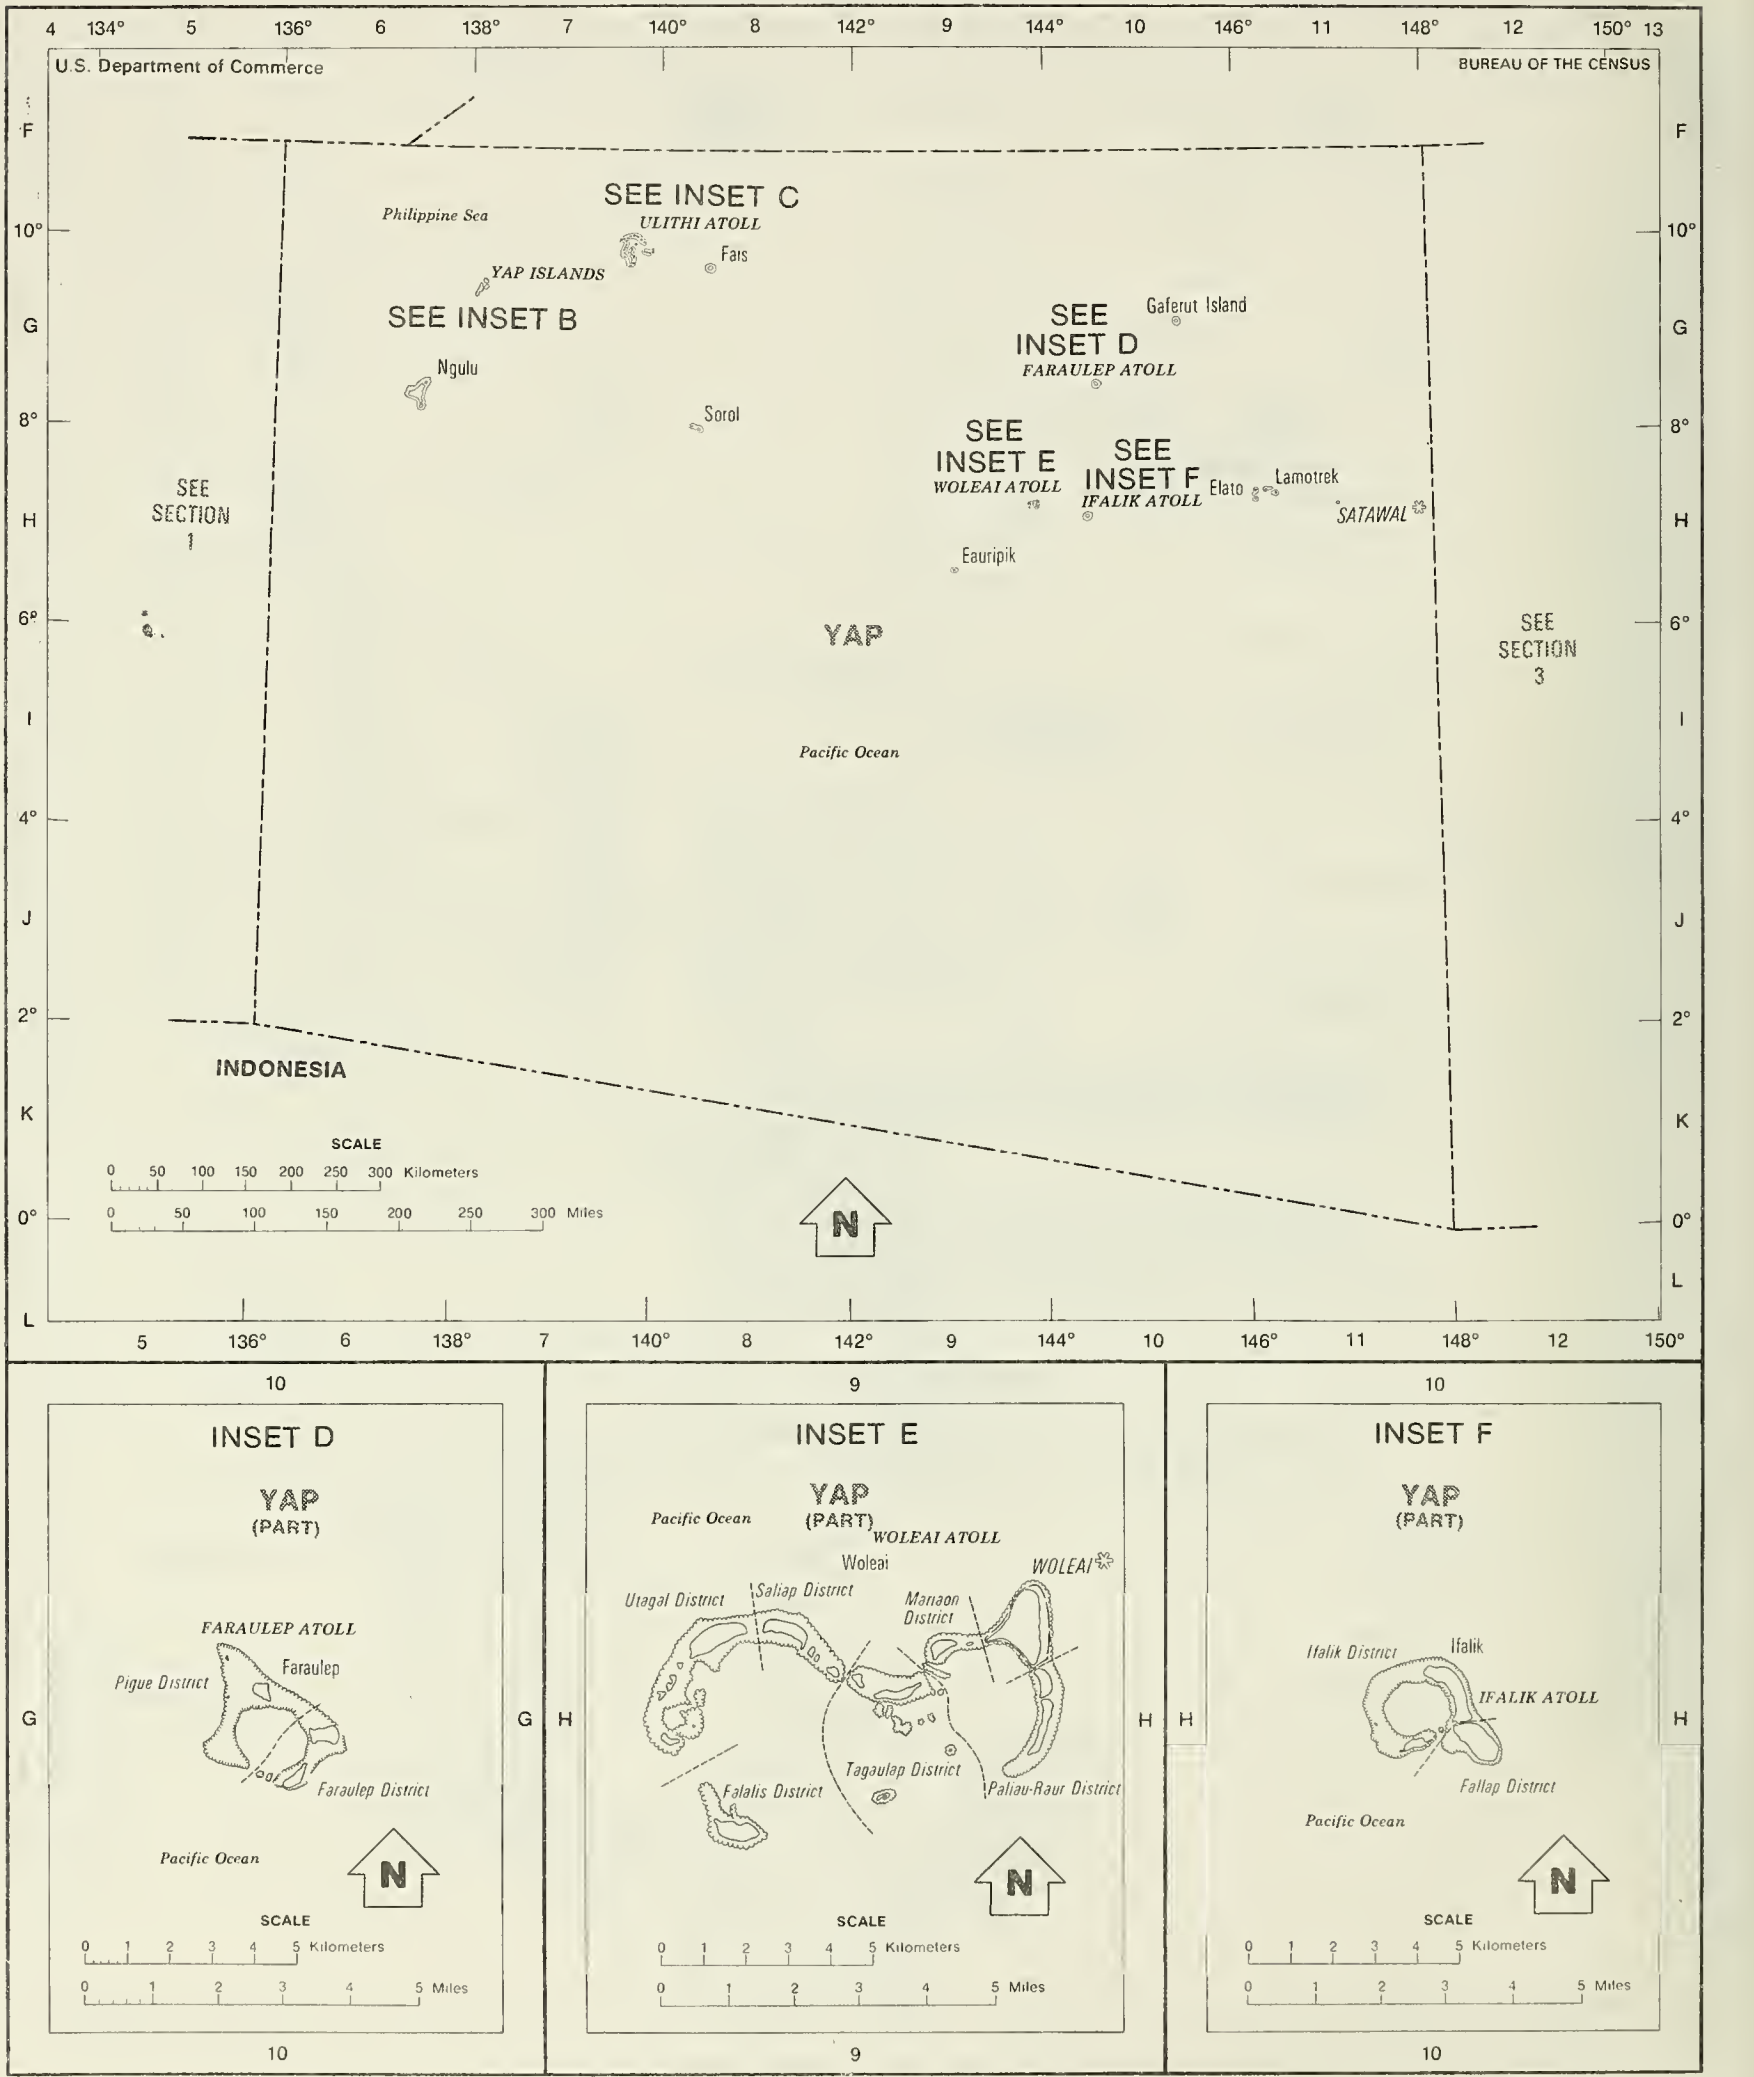 4 134° 5 136° 6 138° 7 140° 8 142° 9 144° 10 146° 11 148° 12 150° 13
U.S. Department of Commerce
BUREAU OF THE CENSUS
F F
SEE INSET C
Philippine Sea
ULITHI ATOLL
10° 10°
Fais
YAP ISLANDS
SEE INSET B
Gaferut Island
G G
SEE
INSET D
FARAULEP ATOLL
Ngulu
Sorol
8° 8°
SEE
INSET E
WOLEAI ATOLL
SEE
INSET F
IFALIK ATOLL
Elato
Lamotrek
SATAWAL
SEE
SECTION
1
H H
Eauripik
6° 6°
YAP
SEE
SECTION
3
I I
Pacific Ocean
4° 4°
J J
2° 2°
INDONESIA
K K
SCALE
0 50 100 150 200 250 300 Kilometers
0 50 100 150 200 250 300 Miles
0° 0°
N
L L
5 136° 6 138° 7 140° 8 142° 9 144° 10 146° 11 148° 12 150°
10
INSET D
YAP
(PART)
FARAULEP ATOLL
Faraulep
Pigue District
G G
Faraulep District
Pacific Ocean
N
SCALE
0 1 2 3 4 5 Kilometers
0 1 2 3 4 5 Miles
10
9
INSET E
YAP
(PART)
Pacific Ocean
WOLEAI ATOLL
Woleai
WOLEAI
Utagal District
Saliap District
Mariaon
District
H H
Tagaulap District
Falalis District
Paliau-Raur District
N
SCALE
0 1 2 3 4 5 Kilometers
0 1 2 3 4 5 Miles
9
10
INSET F
YAP
(PART)
Ifalik District
Ifalik
IFALIK ATOLL
H H
Fallap District
Pacific Ocean
N
SCALE
0 1 2 3 4 5 Kilometers
0 1 2 3 4 5 Miles
10